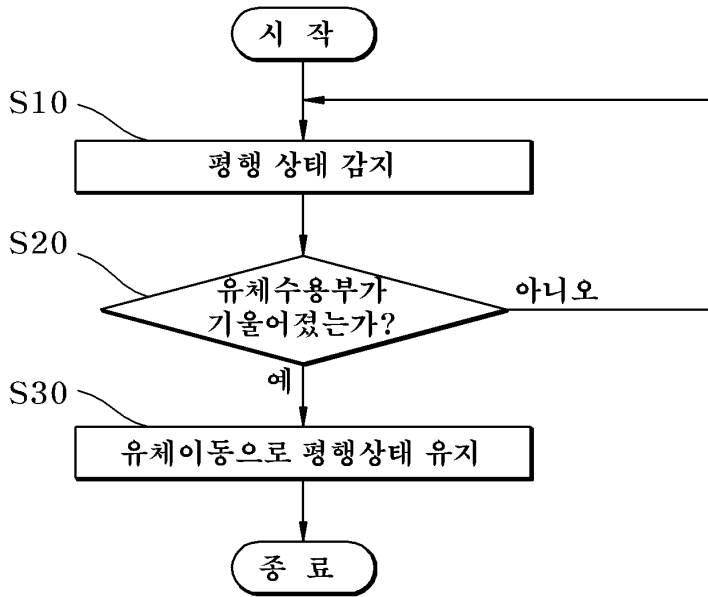 시 작
S10
평행 상태 감지
S20
유체수용부가
기울어졌는가?
아니오
예
S30
유체이동으로 평행상태 유지
종 료